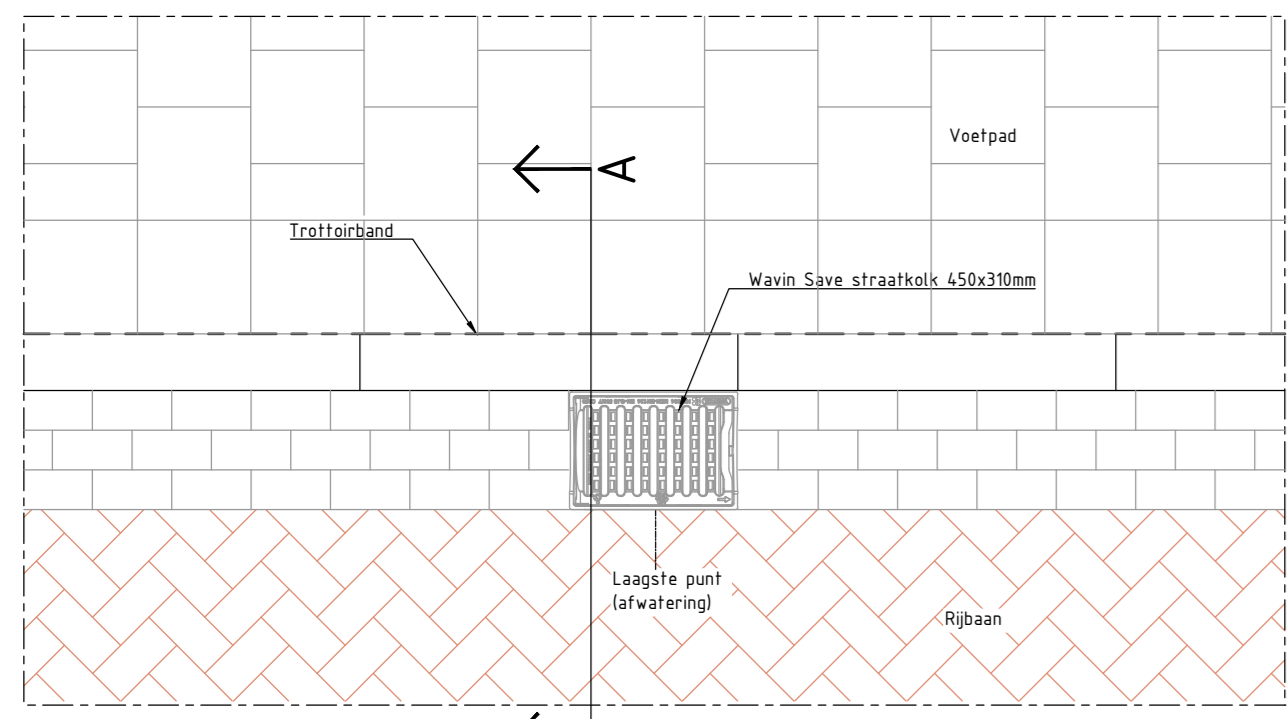 Voetpad
A
Trottoirband
Wavin Save straatkolk 450x310mm
Laagste punt
(afwatering)
Rijbaan